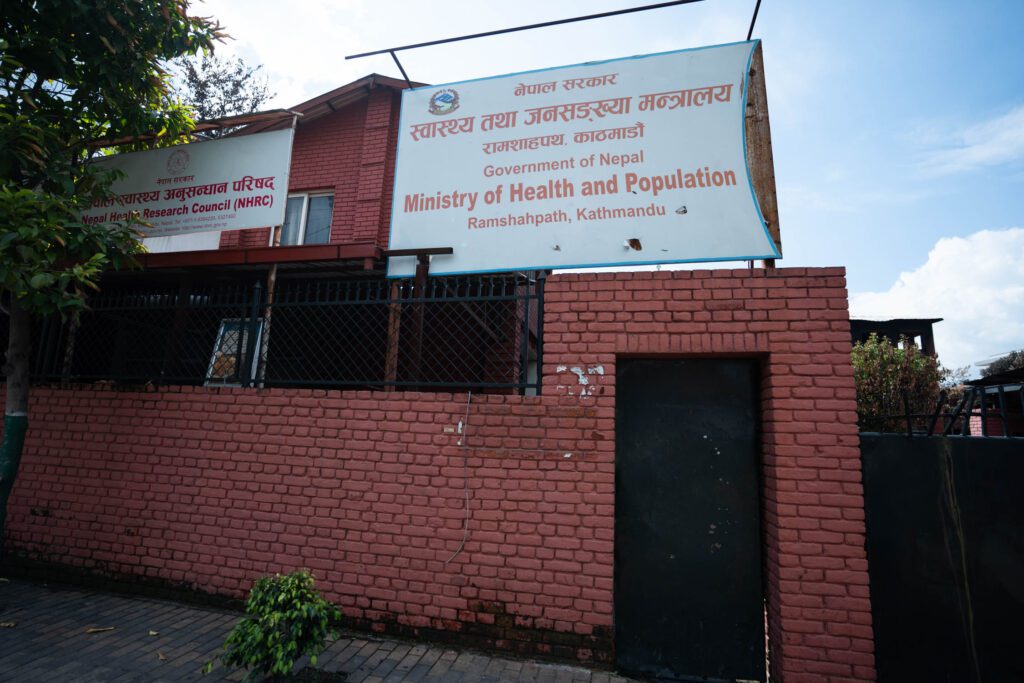 नेपाल सरकार
नेपाल स्वास्थ्य अनुसन्धान परिषद्
Nepal Health Research Council (NHRC)
नेपाल सरकार
स्वास्थ्य तथा जनसङ्ख्या मन्त्रालय
रामशाहपथ, काठमाडौं
Government of Nepal
Ministry of Health and Population
Ramshahpath, Kathmandu